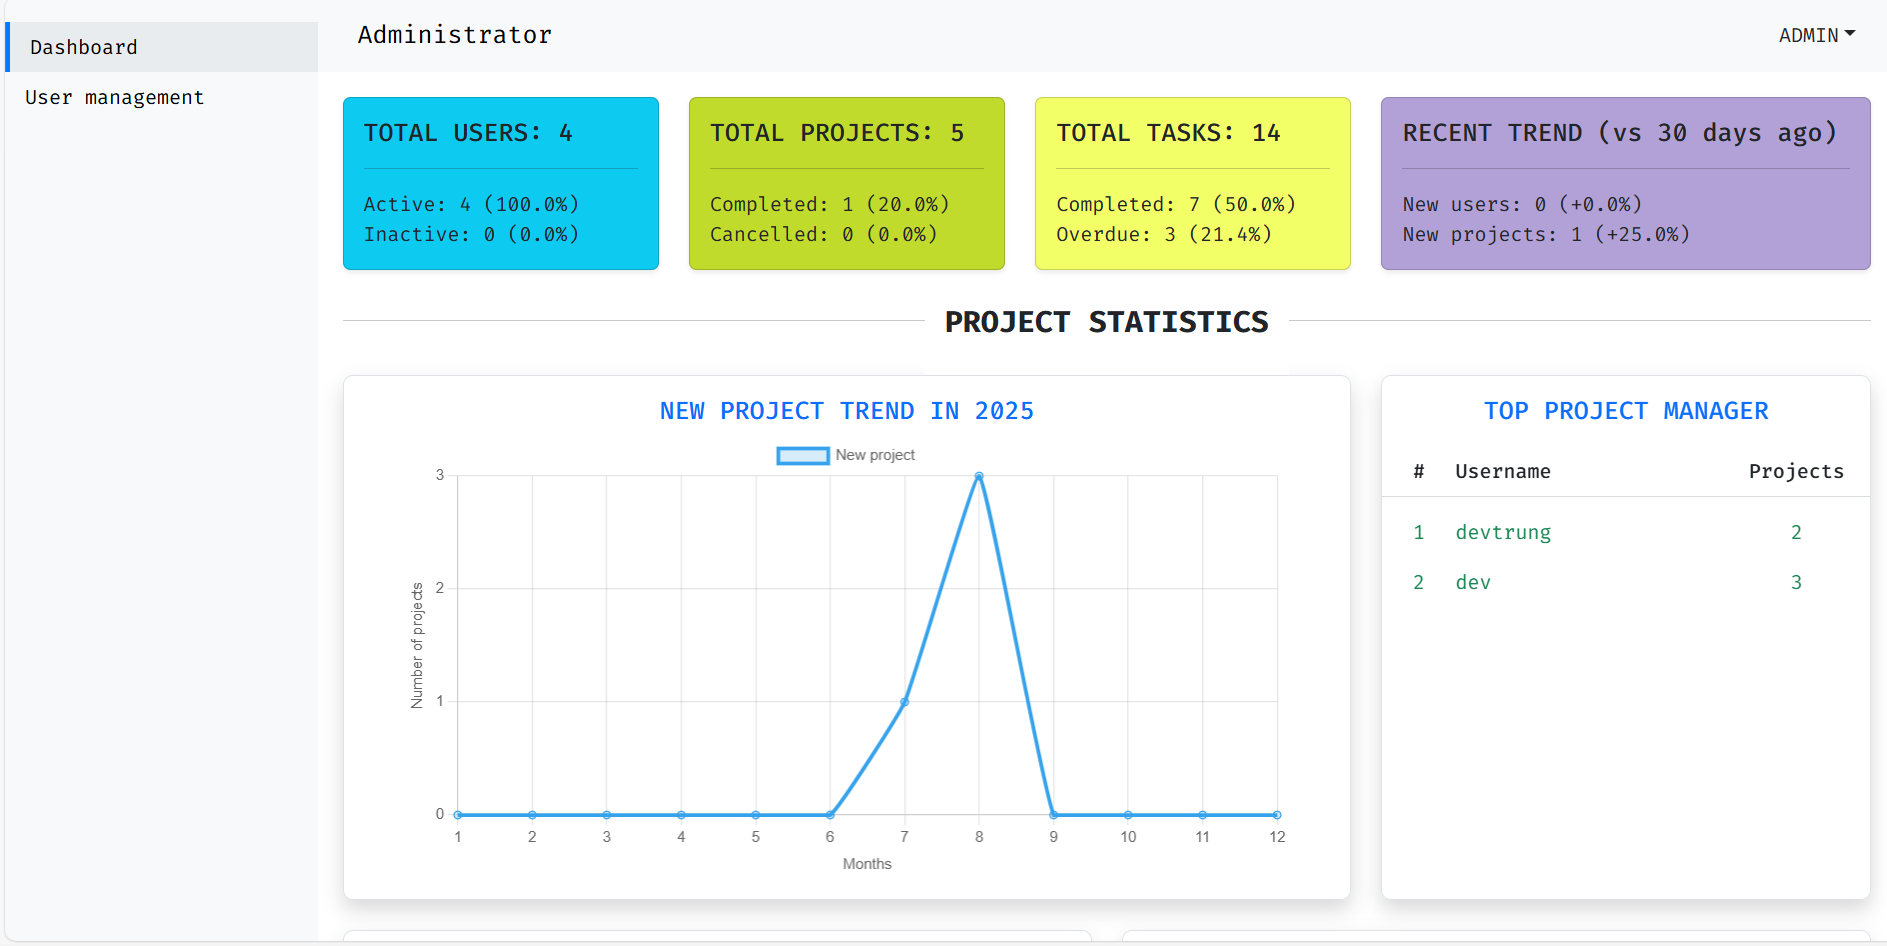 Dashboard
User management
Administrator
ADMIN
TOTAL USERS: 4
Active: 4 (100.0%)
Inactive: 0 (0.0%)
TOTAL PROJECTS: 5
Completed: 1 (20.0%)
Cancelled: 0 (0.0%)
TOTAL TASKS: 14
Completed: 7 (50.0%)
Overdue: 3 (21.4%)
RECENT TREND (vs 30 days ago)
New users: 0 (+0.0%)
New projects: 1 (+25.0%)
PROJECT STATISTICS
NEW PROJECT TREND IN 2025
New project
3
2
1
0
Number of projects
1 2 3 4 5 6 7 8 9 10 11 12
Months
TOP PROJECT MANAGER
# Username Projects
1 devtrung 2
2 dev 3